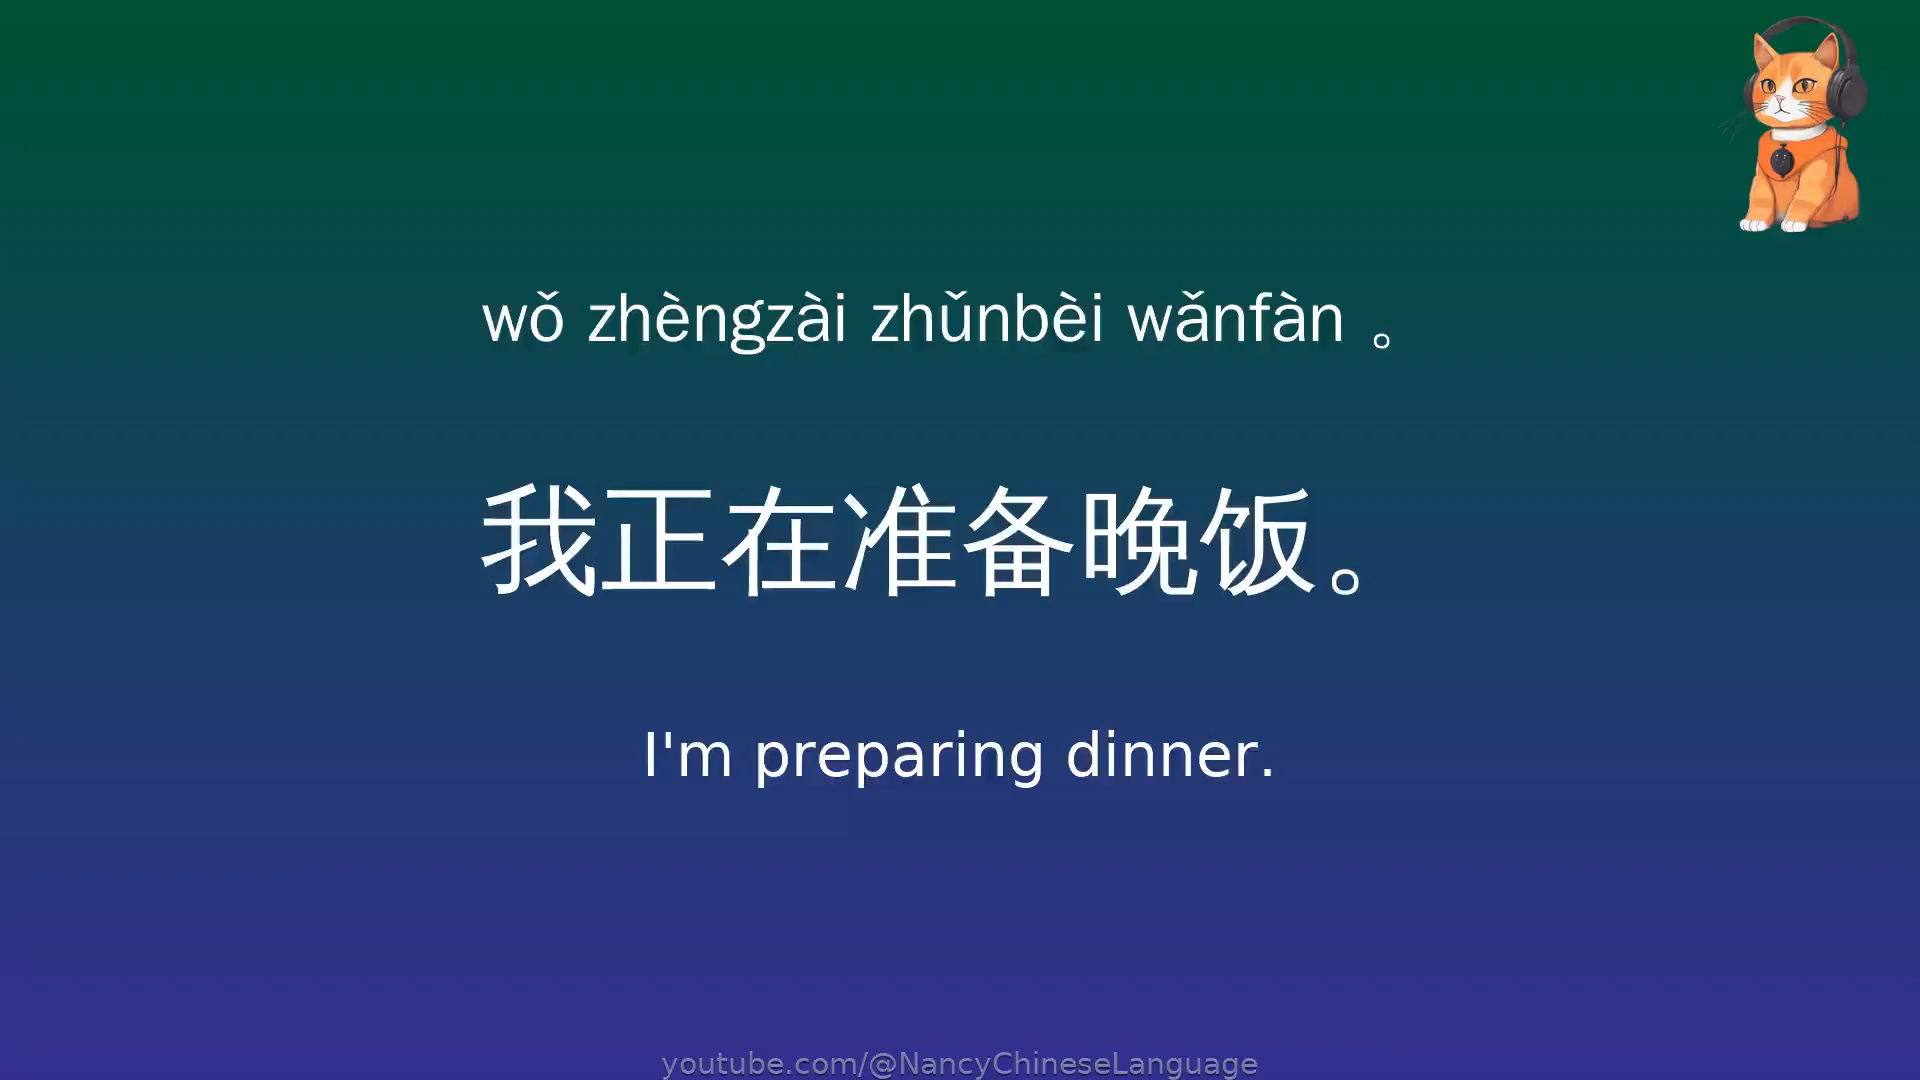 wǒ zhèngzài zhǔnbèi wǎnfàn 。
我正在准备晚饭。
I'm preparing dinner.
youtube.com/@NancyChineseLanguage